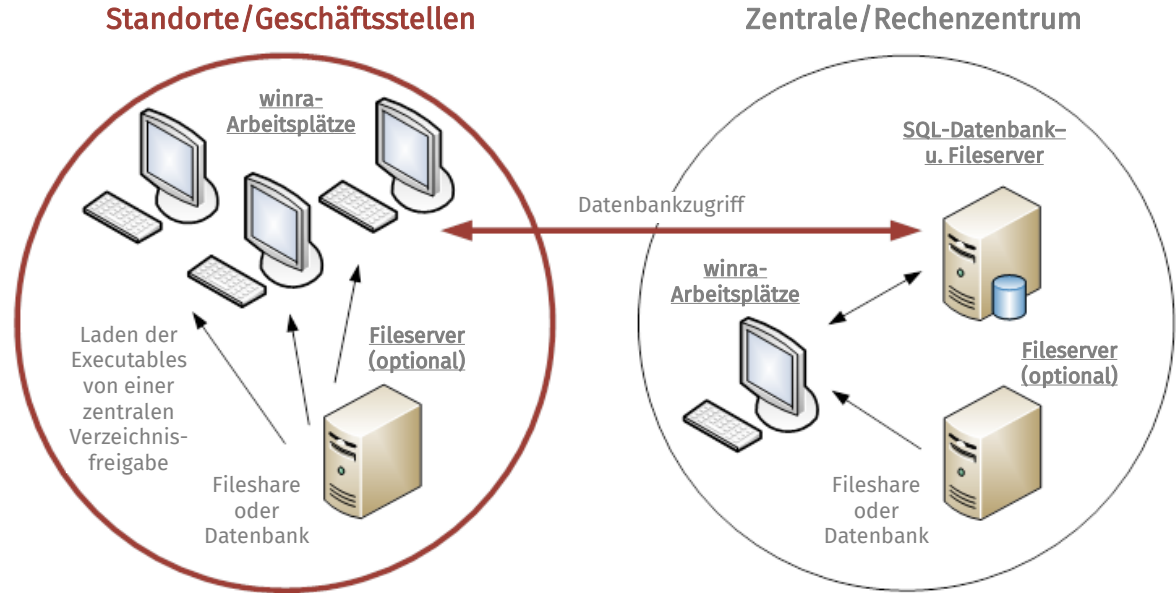 Standorte/Geschäftsstellen
winra-
Arbeitsplätze
Laden der
Executables
von einer
zentralen
Verzeichnis-
freigabe
Fileserver
(optional)
Fileshare
oder
Datenbank
Datenbankzugriff
Zentrale/Rechenzentrum
SQL-Datenbank–
u. Fileserver
winra-
Arbeitsplätze
Fileserver
(optional)
Fileshare
oder
Datenbank